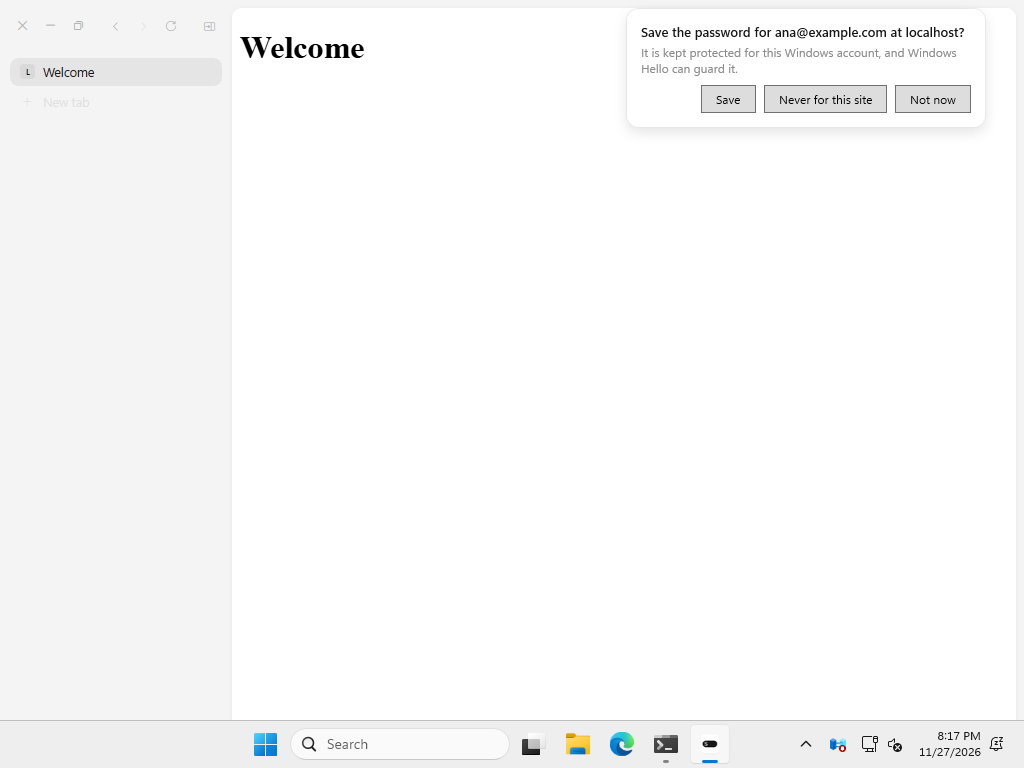 L Welcome
+ New tab
Welcome
Save the password for ana@example.com at localhost?
It is kept protected for this Windows account, and Windows
Hello can guard it.
Save Never for this site Not now
Search
8:17 PM
11/27/2026